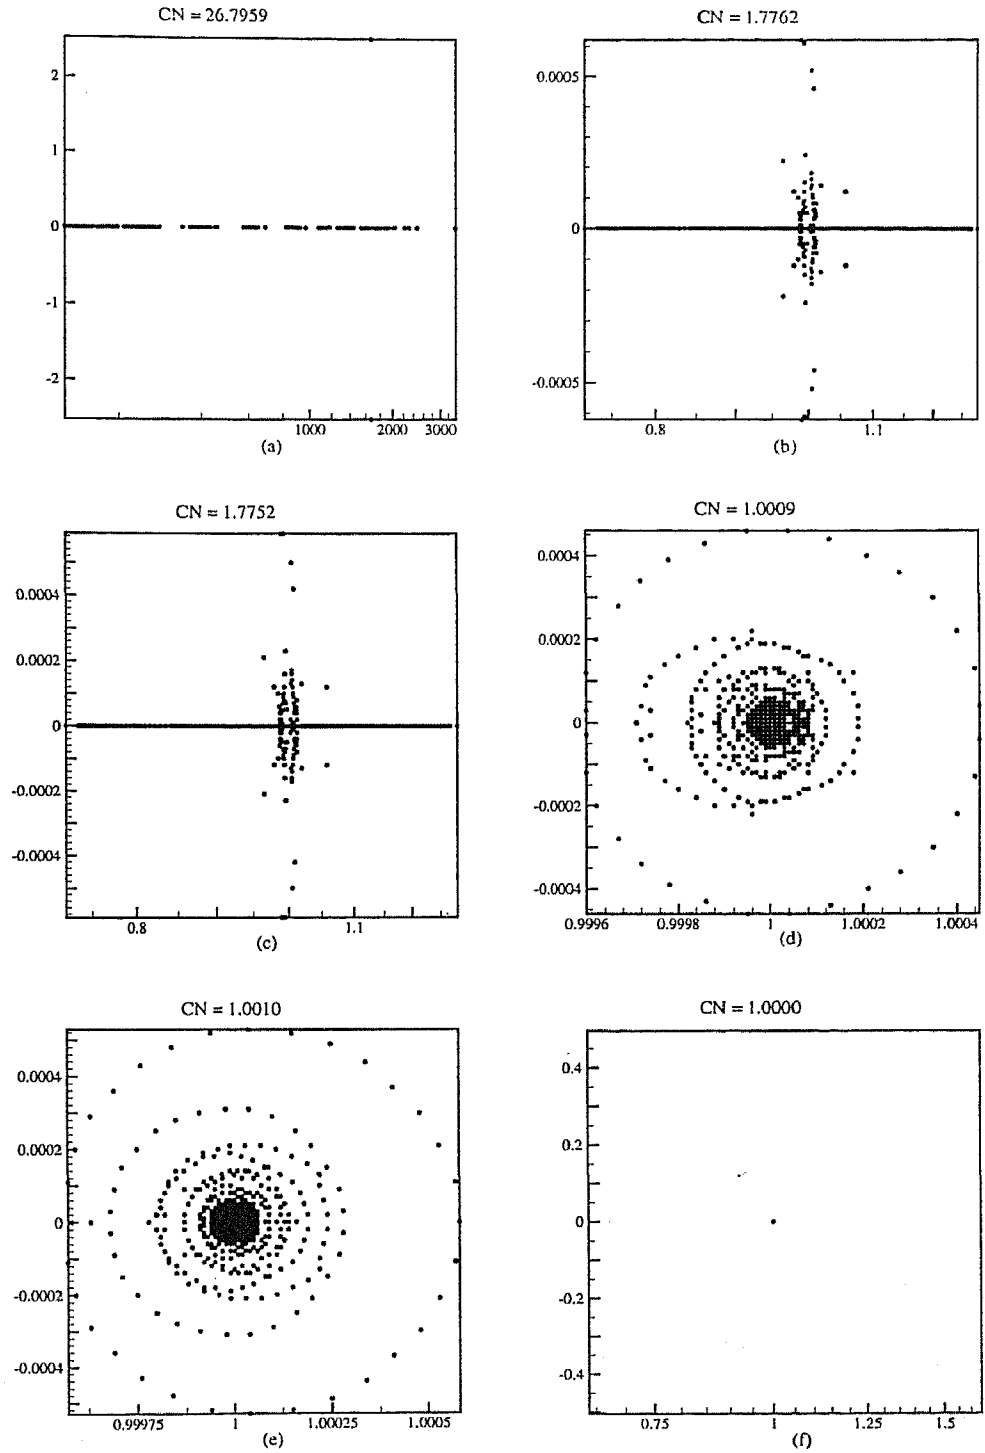 CN = 26.7959
2
1
0
-1
-2
1000 2000 3000
(a)
CN = 1.7762
0.0005
0
-0.0005
0.8 1.1
(b)
CN = 1.7752
0.0004
0.0002
0
-0.0002
-0.0004
0.8 1.1
(c)
CN = 1.0009
0.0004
0.0002
0
-0.0002
-0.0004
0.9996 0.9998 1 1.0002 1.0004
(d)
CN = 1.0010
0.0004
0.0002
0
-0.0002
-0.0004
0.99975 1 1.00025 1.0005
(e)
CN = 1.0000
0.4
0.2
0
-0.2
-0.4
0.75 1 1.25 1.5
(f)